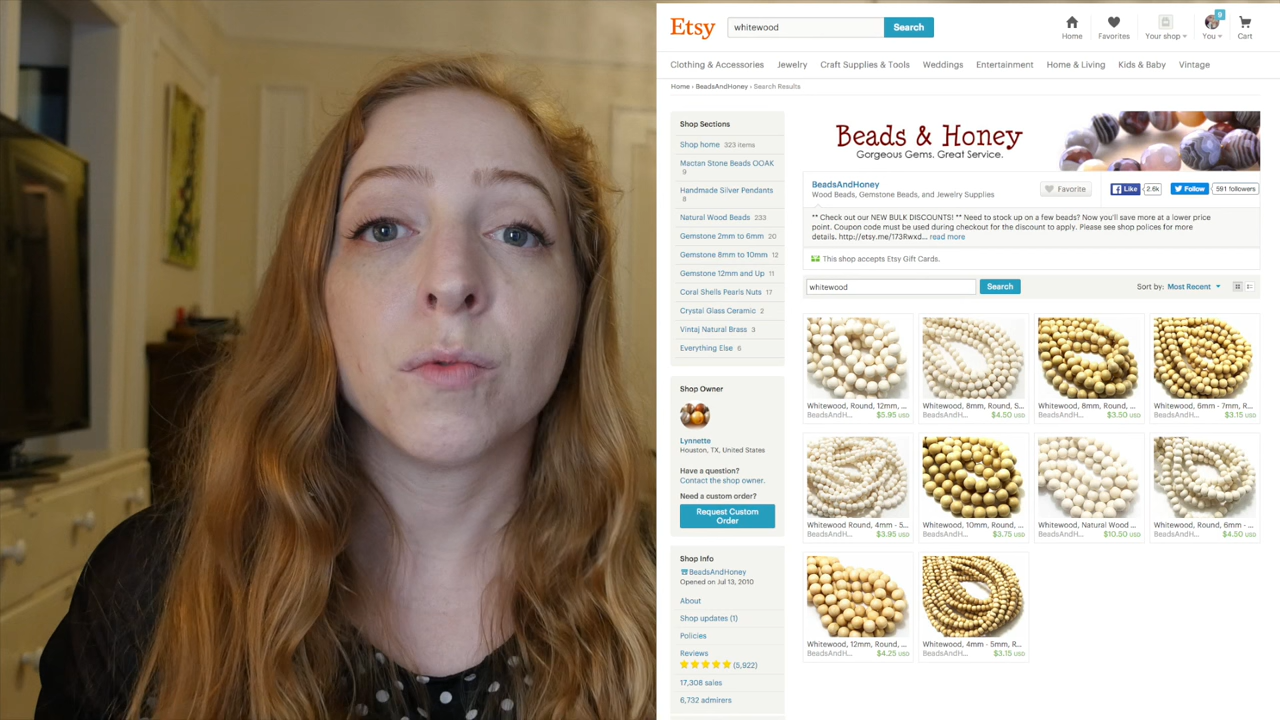 Etsy
whitewood
Search
9
Home
Favorites
Your shop
You
Cart
Clothing & Accessories Jewelry Craft Supplies & Tools Weddings Entertainment Home & Living Kids & Baby Vintage
Home › BeadsAndHoney › Search Results
Shop Sections
Shop home 323 items
Mactan Stone Beads OOAK
9
Handmade Silver Pendants
8
Natural Wood Beads 233
Gemstone 2mm to 6mm 20
Gemstone 8mm to 10mm 12
Gemstone 12mm and Up 11
Coral Shells Pearls Nuts 17
Crystal Glass Ceramic 2
Vintaj Natural Brass 3
Everything Else 6
Shop Owner
Lynnette
Houston, TX, United States
Have a question?
Contact the shop owner.
Need a custom order?
Request Custom
Order
Shop Info
BeadsAndHoney
Opened on Jul 13, 2010
About
Shop updates (1)
Policies
Reviews
(5,922)
17,308 sales
6,732 admirers
Beads & Honey
Gorgeous Gems. Great Service.
BeadsAndHoney
Wood Beads, Gemstone Beads, and Jewelry Supplies
Favorite
Like 2.6k
Follow 591 followers
** Check out our NEW BULK DISCOUNTS! ** Need to stock up on a few beads? Now you'll save more at a lower price
point. Coupon code must be used during checkout for the discount to apply. Please see shop polices for more
details. http://etsy.me/173Rwxd... read more
This shop accepts Etsy Gift Cards.
whitewood
Search
Sort by: Most Recent
Whitewood, Round, 12mm, ...
BeadsAndH... $5.95 USD
Whitewood, 8mm, Round, S...
BeadsAndH... $4.50 USD
Whitewood, 8mm, Round, ...
BeadsAndH... $3.50 USD
Whitewood, 6mm - 7mm, R...
BeadsAndH... $3.15 USD
Whitewood Round, 4mm - 5...
BeadsAndH... $3.95 USD
Whitewood, 10mm, Round, ...
BeadsAndH... $3.75 USD
Whitewood, Natural Wood ...
BeadsAndH... $10.50 USD
Whitewood, Round, 6mm - ...
BeadsAndH... $4.50 USD
Whitewood, 12mm, Round, ...
BeadsAndH... $4.25 USD
Whitewood, 4mm - 5mm, R...
BeadsAndH... $3.15 USD